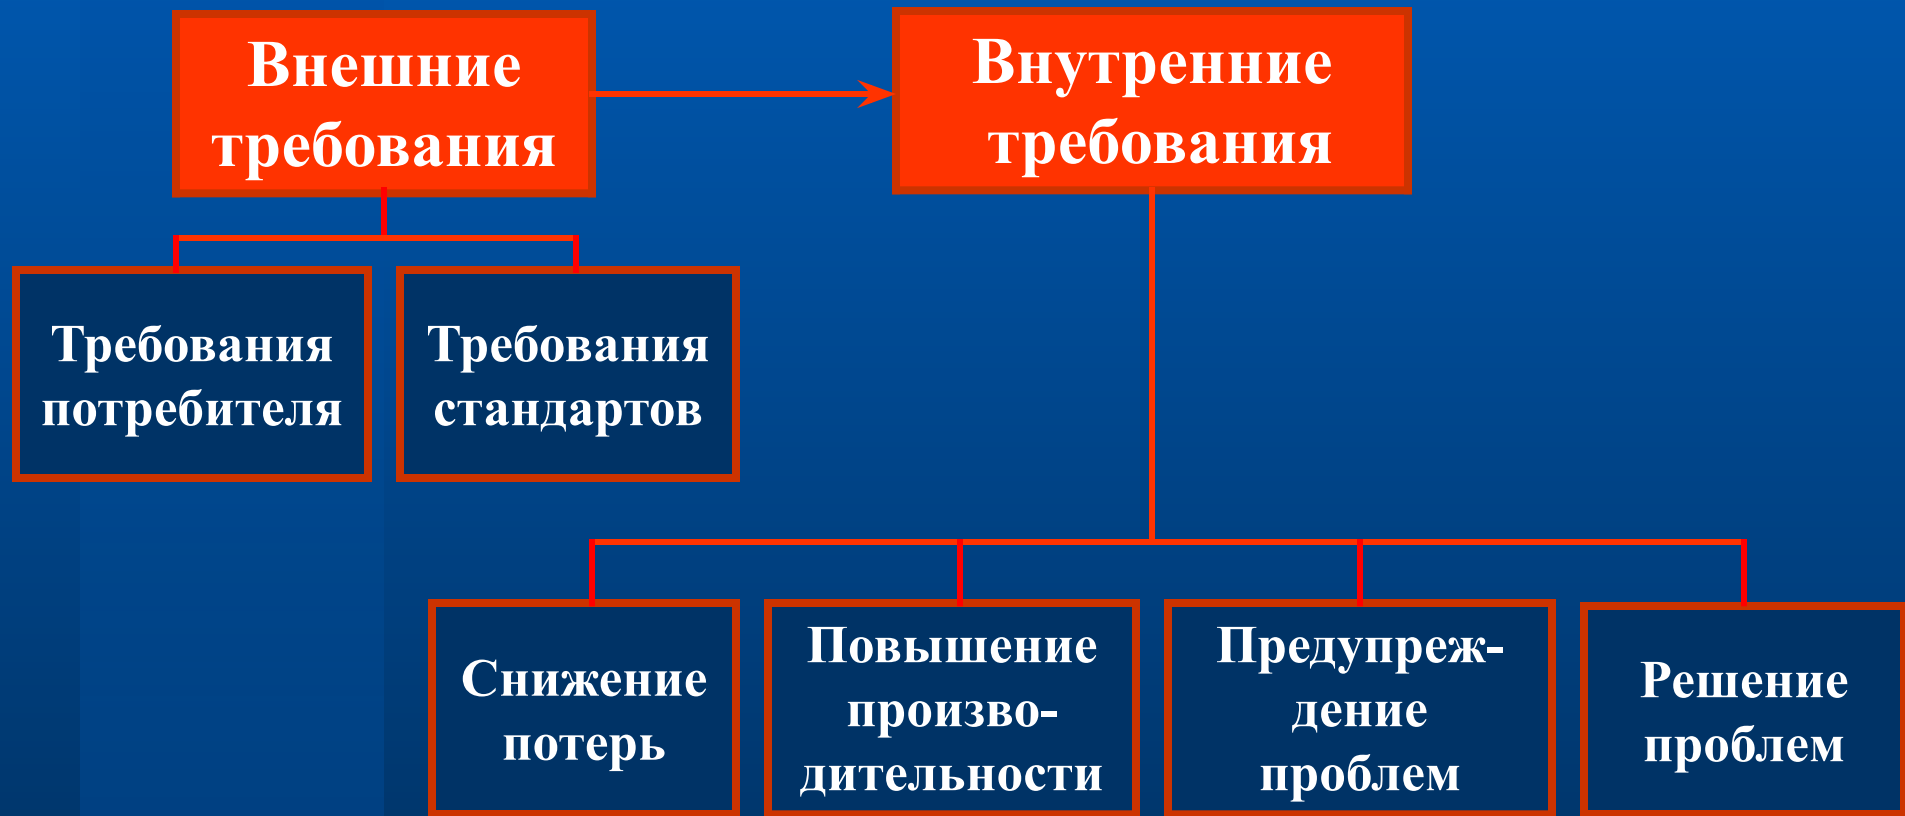 Внешние
требования
Внутренние
требования
Требования
потребителя
Требования
стандартов
Снижение
потерь
Повышение
произво-
дительности
Предупреж-
дение
проблем
Решение
проблем